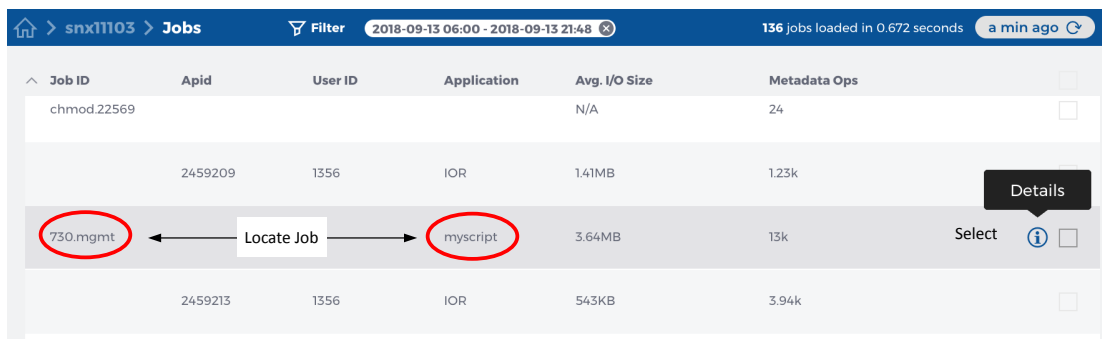 snx11103 > Jobs Filter 2018-09-13 06:00 - 2018-09-13 21:48 136 jobs loaded in 0.672 seconds a min ago
Job ID Apid User ID Application Avg. I/O Size Metadata Ops
chmod.22569 N/A 24
2459209 1356 IOR 1.41MB 1.23k
Details
730.mgmt Locate Job myscript 3.64MB 13k Select
2459213 1356 IOR 543KB 3.94k